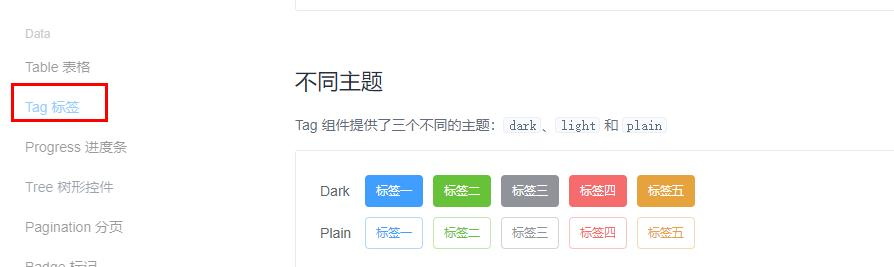 Data
Table 表格
Tag 标签
Progress 进度条
Tree 树形控件
Pagination 分页
Badge 标记
不同主题
Tag 组件提供了三个不同的主题：dark、light 和 plain
Dark 标签一 标签二 标签三 标签四 标签五
Plain 标签一 标签二 标签三 标签四 标签五